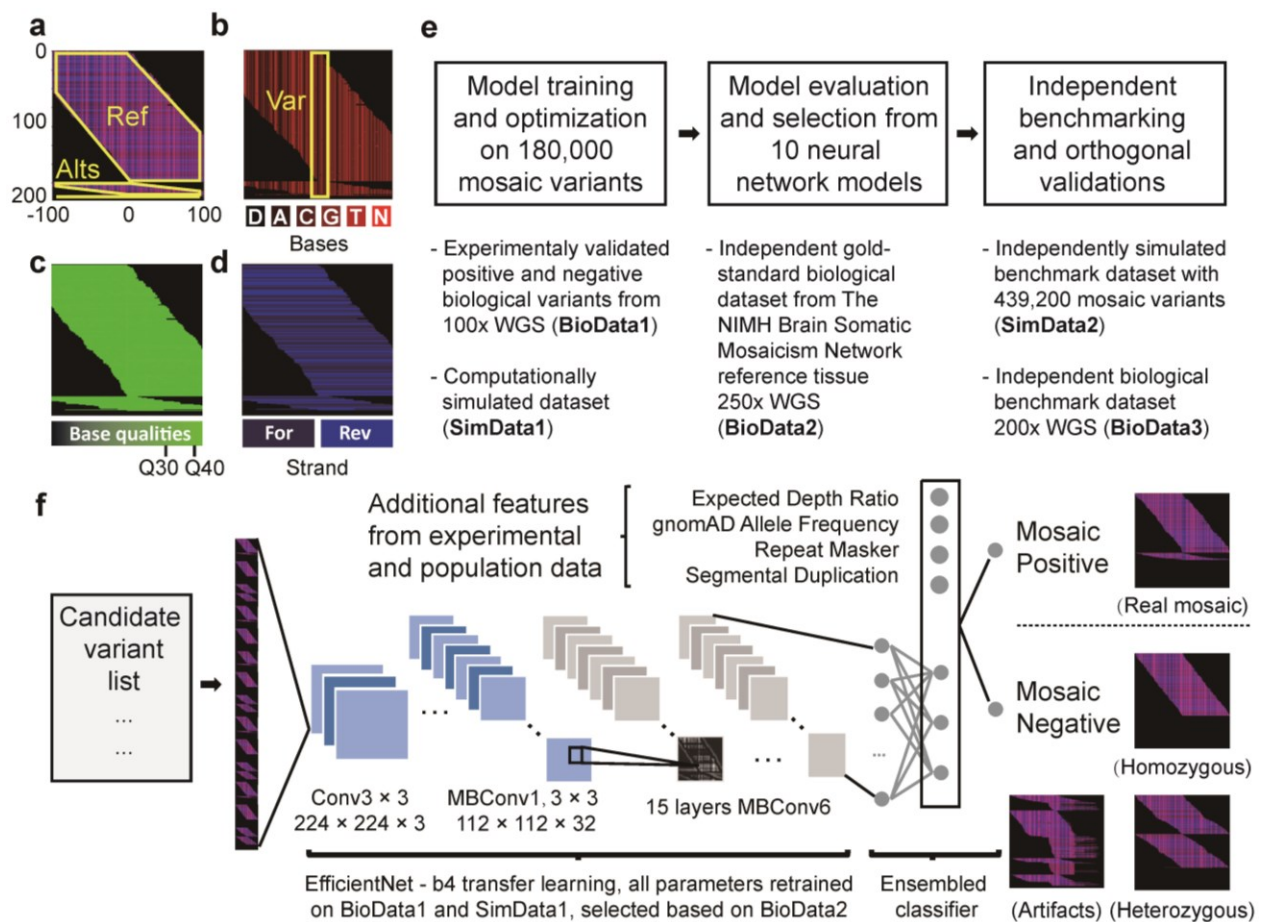 a
0
100
200
-100
0
100
Ref
Alts
b
Var
D A C G T N
Bases
c
Base qualities
Q30 Q40
d
For Rev
Strand
e
Model training
and optimization
on 180,000
mosaic variants
- Experimentaly validated
positive and negative
biological variants from
100x WGS (BioData1)
- Computationally
simulated dataset
(SimData1)
Model evaluation
and selection from
10 neural
network models
- Independent gold-
standard biological
dataset from The
NIMH Brain Somatic
Mosaicism Network
reference tissue
250x WGS
(BioData2)
Independent
benchmarking
and orthogonal
validations
- Independently simulated
benchmark dataset with
439,200 mosaic variants
(SimData2)
- Independent biological
benchmark dataset
200x WGS (BioData3)
f
Candidate
variant
list
...
...
Additional features
from experimental
and population data
Expected Depth Ratio
gnomAD Allele Frequency
Repeat Masker
Segmental Duplication
...
...
...
Conv3 × 3
224 × 224 × 3
MBConv1, 3 × 3
112 × 112 × 32
15 layers MBConv6
EfficientNet - b4 transfer learning, all parameters retrained
on BioData1 and SimData1, selected based on BioData2
Ensembled
classifier
Mosaic
Positive
(Real mosaic)
Mosaic
Negative
(Homozygous)
(Artifacts)
(Heterozygous)